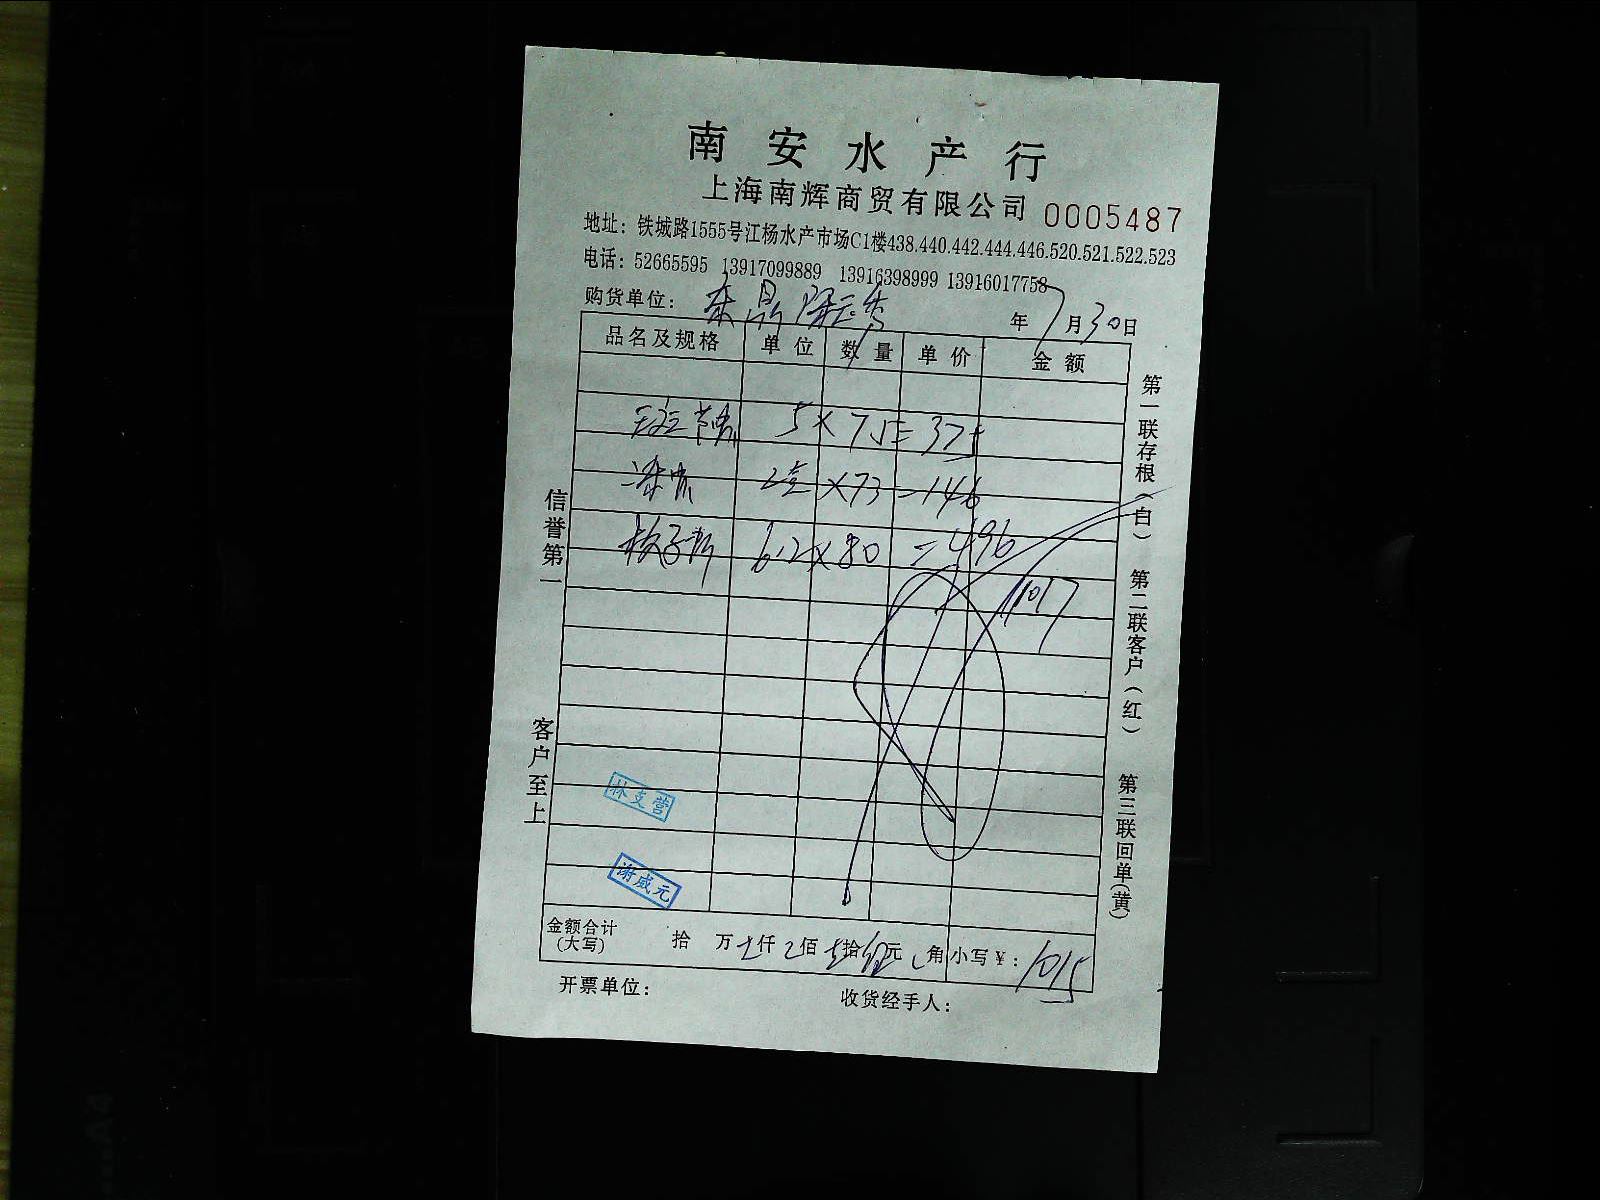 南安水产行
上海南辉商贸有限公司 0005487
地址：铁城路1555号江杨水产市场C1楼438.440.442.444.446.520.521.522.523
电话：52665595 13917099889 13916398999 13916017758
购货单位： 年7月30日
品名及规格 单位 数量 单价 金额
5×75=375
×73=146
6.2×80=496
1017
林支营
谢成元
金额合计（大写） 拾 万 仟 佰 拾 元 角 小写￥：1015
开票单位： 收货经手人：
信誉第一 客户至上
第一联存根（白） 第二联客户（红） 第三联回单（黄）